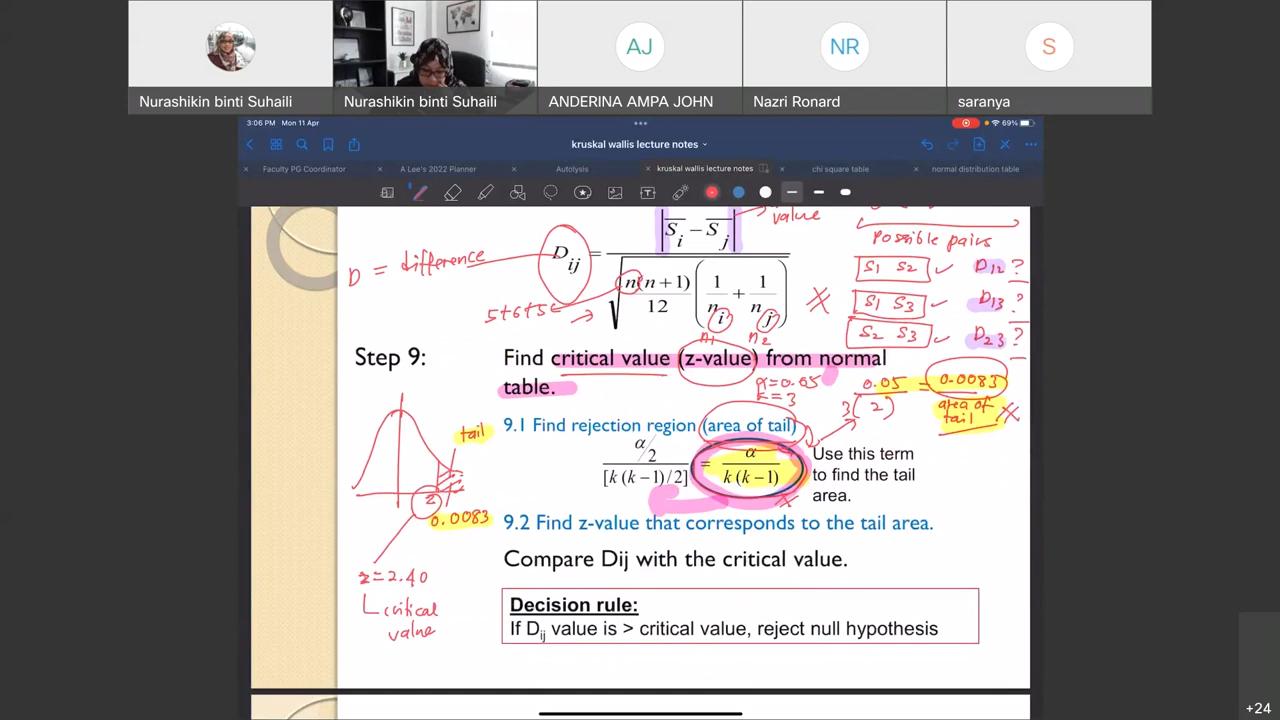 AJ
NR
S
Nurashikin binti Suhaili
Nurashikin binti Suhaili
ANDERINA AMPA JOHN
Nazri Ronard
saranya
3:06 PM Mon 11 Apr
69%
kruskal wallis lecture notes
Faculty PG Coordinator
A Lee's 2022 Planner
Autolysis
kruskal wallis lecture notes
chi square table
normal distribution table
value
D = difference
D ij = |S i − S j| / √( n(n + 1) / 12 ( 1 / n i + 1 / n j ) )
5+6+5
n1
n2
Possible pairs
S1 S2 ✓ D12 ?
S1 S3 ✓ D13 ?
S2 S3 ✓ D23 ?
Step 9:
Find critical value (z-value) from normal
table.
α=0.05
k=3
0.05 / 3(2) = 0.0083
area of
tail
9.1 Find rejection region (area of tail)
α/2 / [k (k −1) /2] = α / k (k −1)
Use this term
to find the tail
area.
tail
z
0.0083
9.2 Find z-value that corresponds to the tail area.
Compare Dij with the critical value.
z=2.40
critical
value
Decision rule:
If Dij value is > critical value, reject null hypothesis
+24